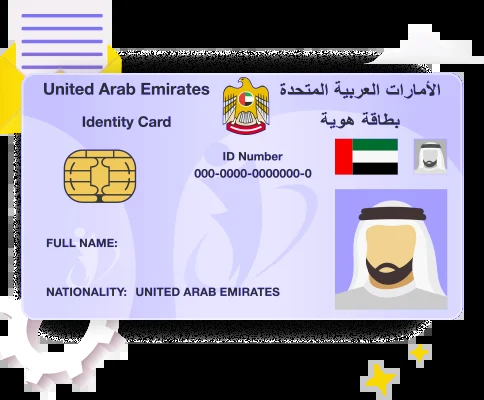 United Arab Emirates
الأمارات العربية المتحدة
Identity Card
بطاقة هوية
ID Number
000-0000-0000000-0
FULL NAME:
NATIONALITY: UNITED ARAB EMIRATES